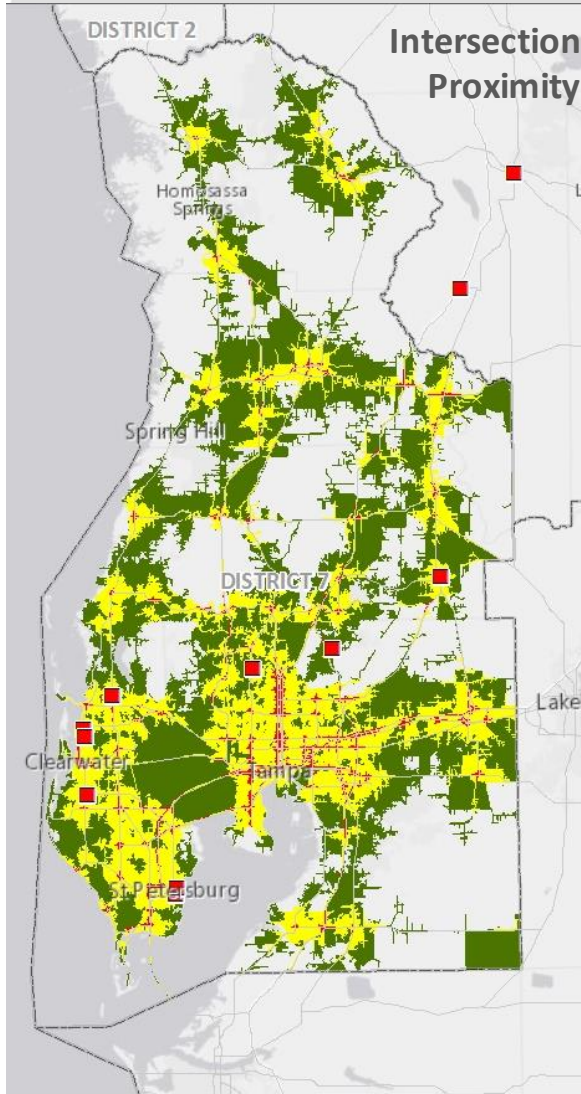 DISTRICT 2
Intersection
Proximity
Homosassa
Springs
Spring Hill
DISTRICT 7
Lake
Clearwater
Tampa
St Petersburg